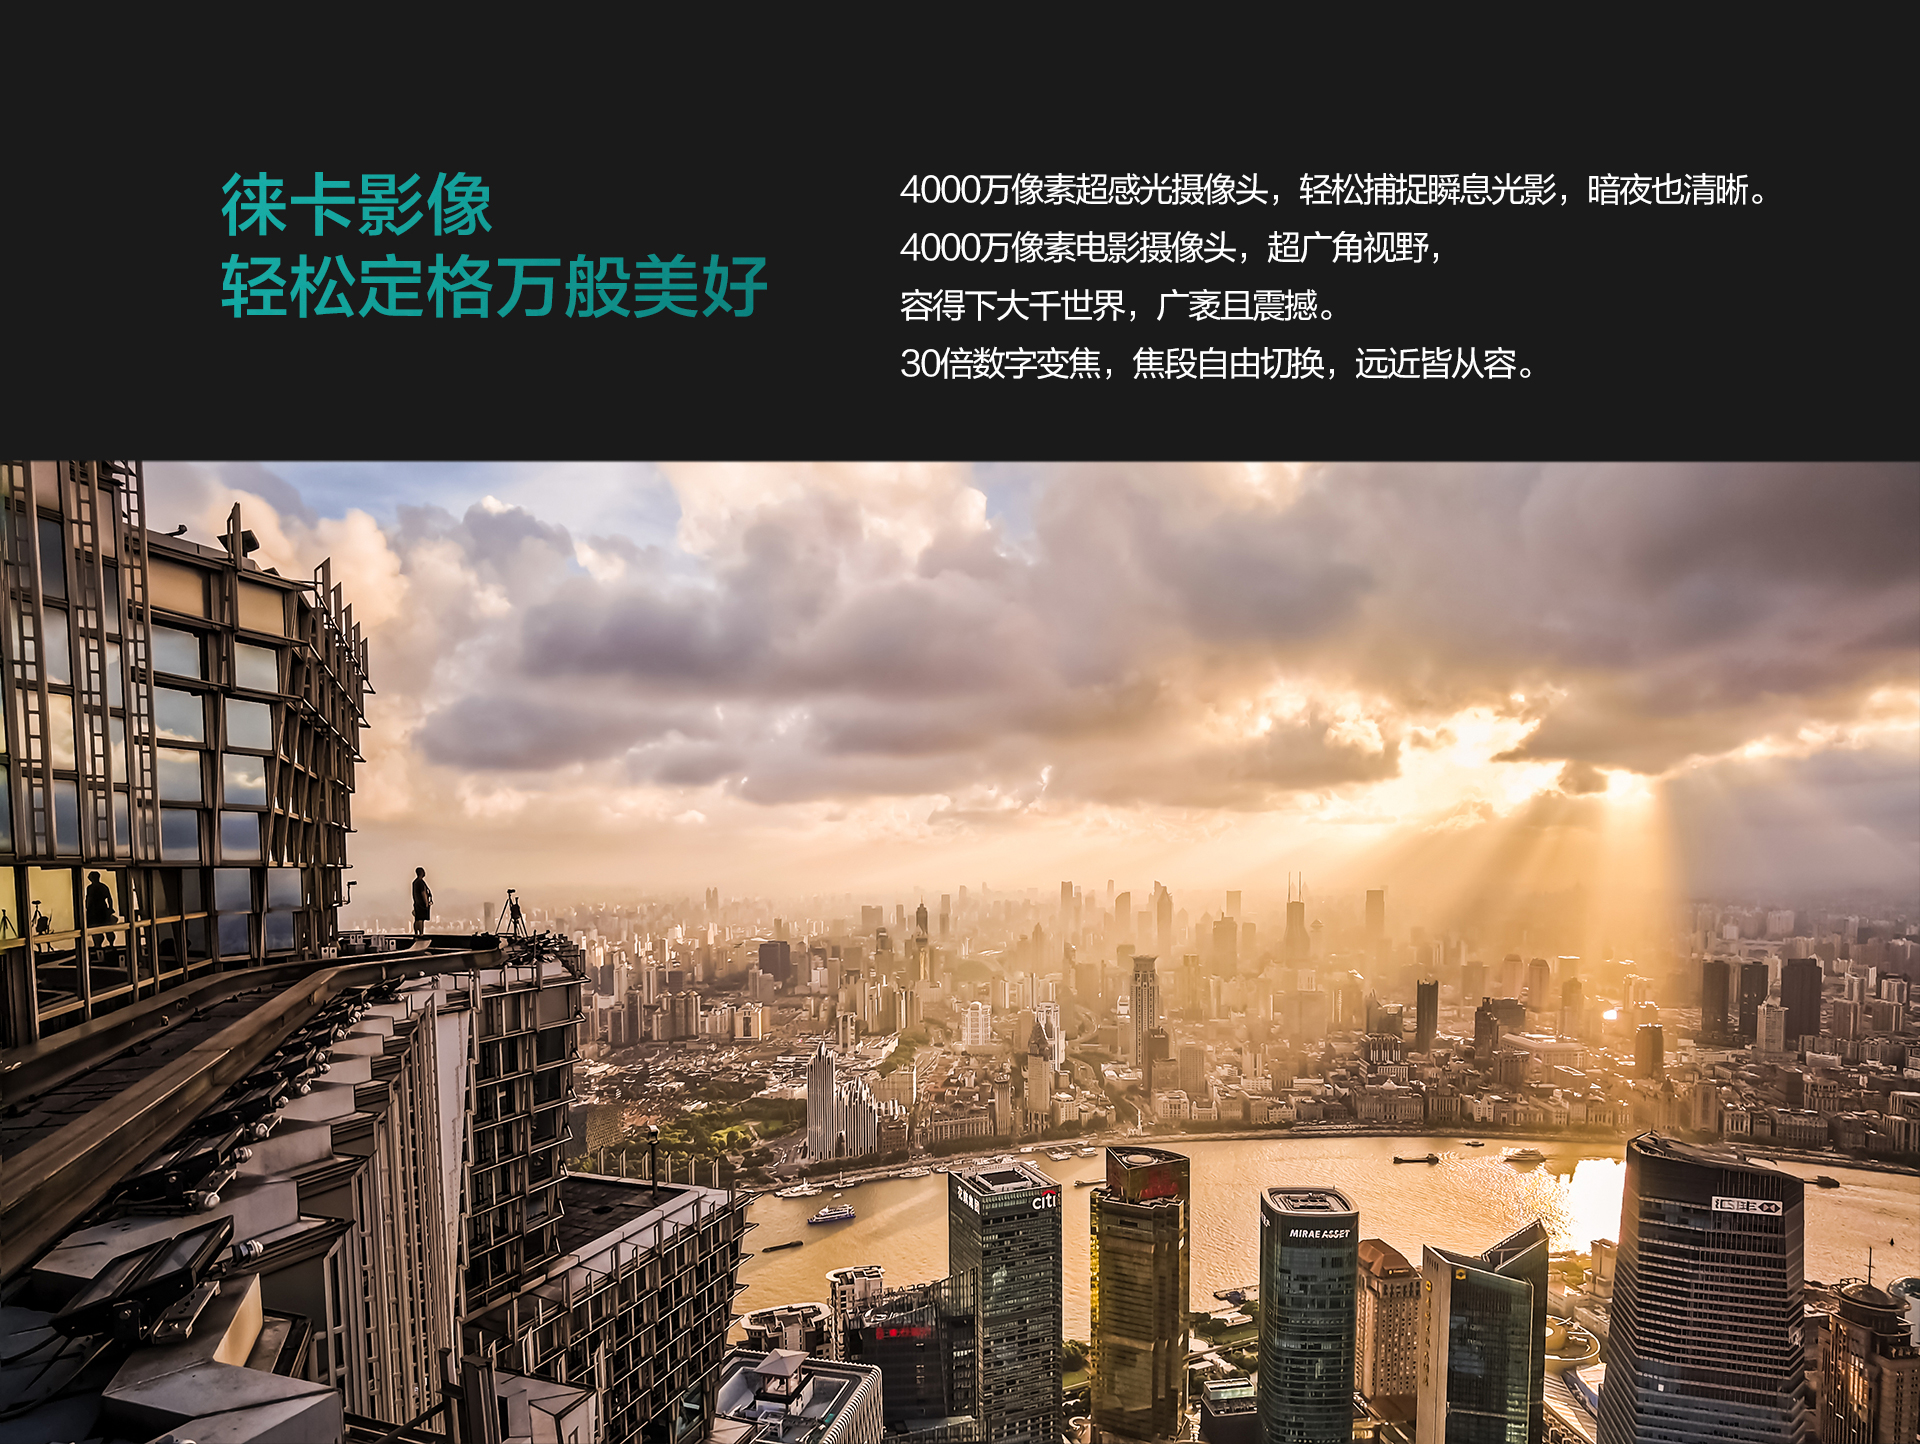 徕卡影像
轻松定格万般美好
4000万像素超感光摄像头，轻松捕捉瞬息光影，暗夜也清晰。
4000万像素电影摄像头，超广角视野，
容得下大千世界，广袤且震撼。
30倍数字变焦，焦段自由切换，远近皆从容。
citi
MIRAE ASSET
HSBC